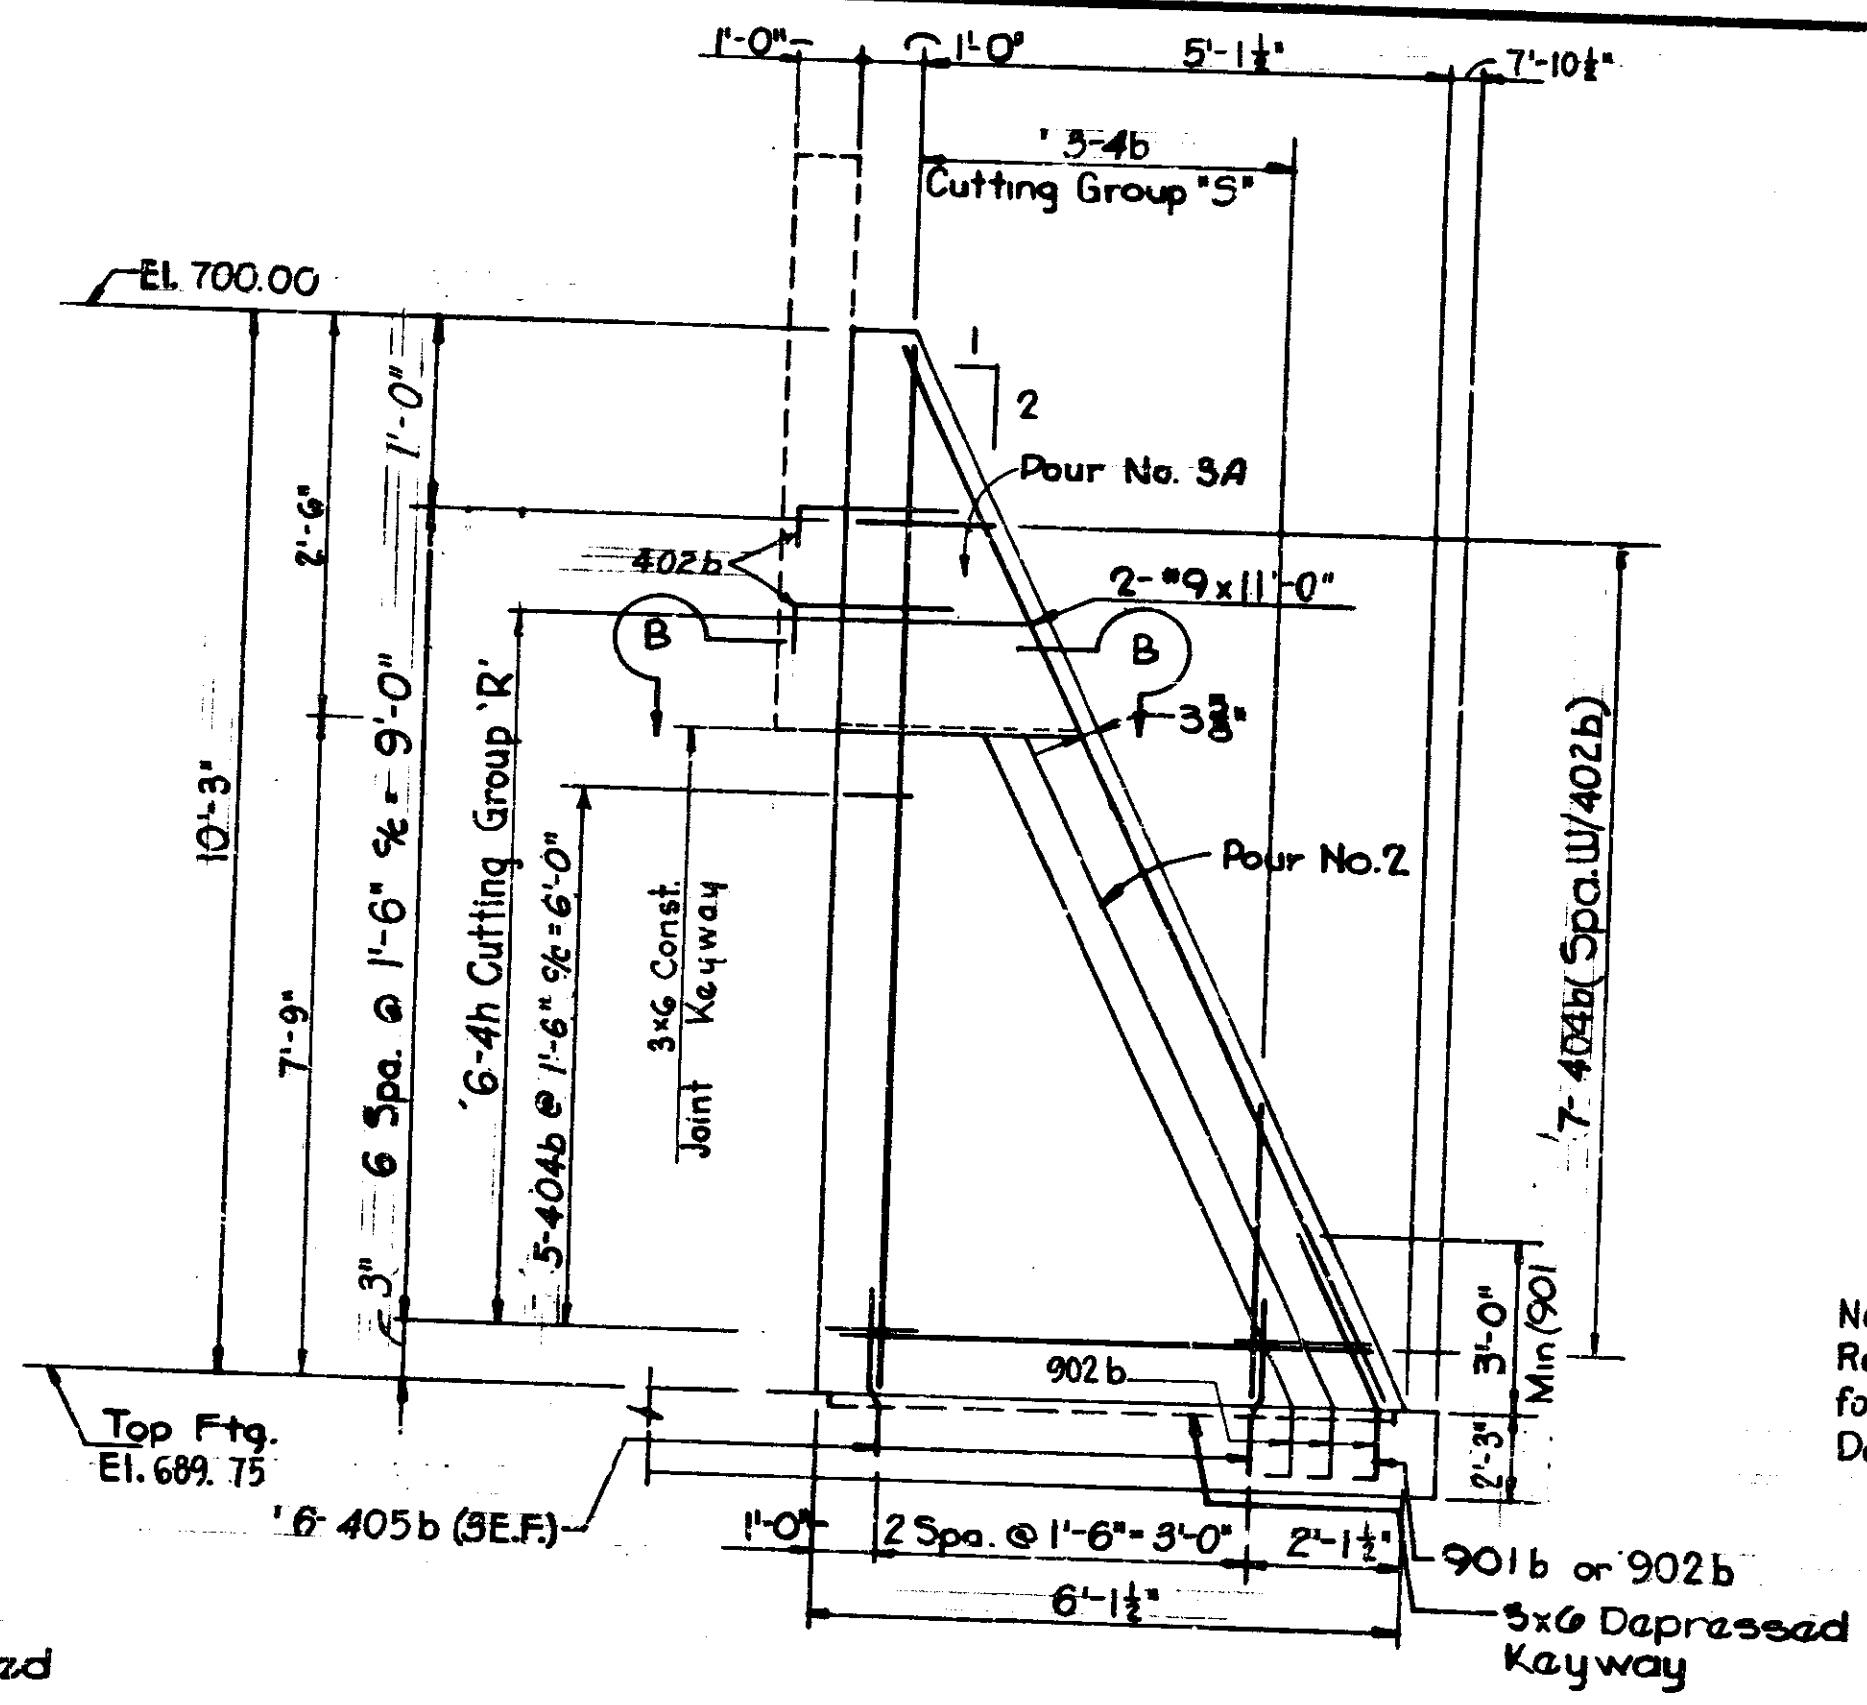 1'-0"
1'-0"
5'-1½"
7'-10½"
3-4b
Cutting Group "S"
El. 700.00
1
2
1'-0"
2'-6"
Pour No. 3A
402b
2- #9 x 11'-0"
B
B
3⅜"
10'-3"
7'-9"
6 Spa. @ 1'-6" c/c = 9'-0"
3"
6-4h Cutting Group 'R'
5-404b @ 1'-6" c/c = 6'-0"
3x6 Const.
Joint Keyway
Pour No. 2
7-404b (Spa. W/402b)
3'-0"
Min (901
2'-3"
902b
Top Ftg.
El. 689.75
6-405b (3E.F.)
1'-0"
2 Spa. @ 1'-6" = 3'-0"
2'-1½"
6'-1½"
901b or 902b
3x6 Depressed
Keyway